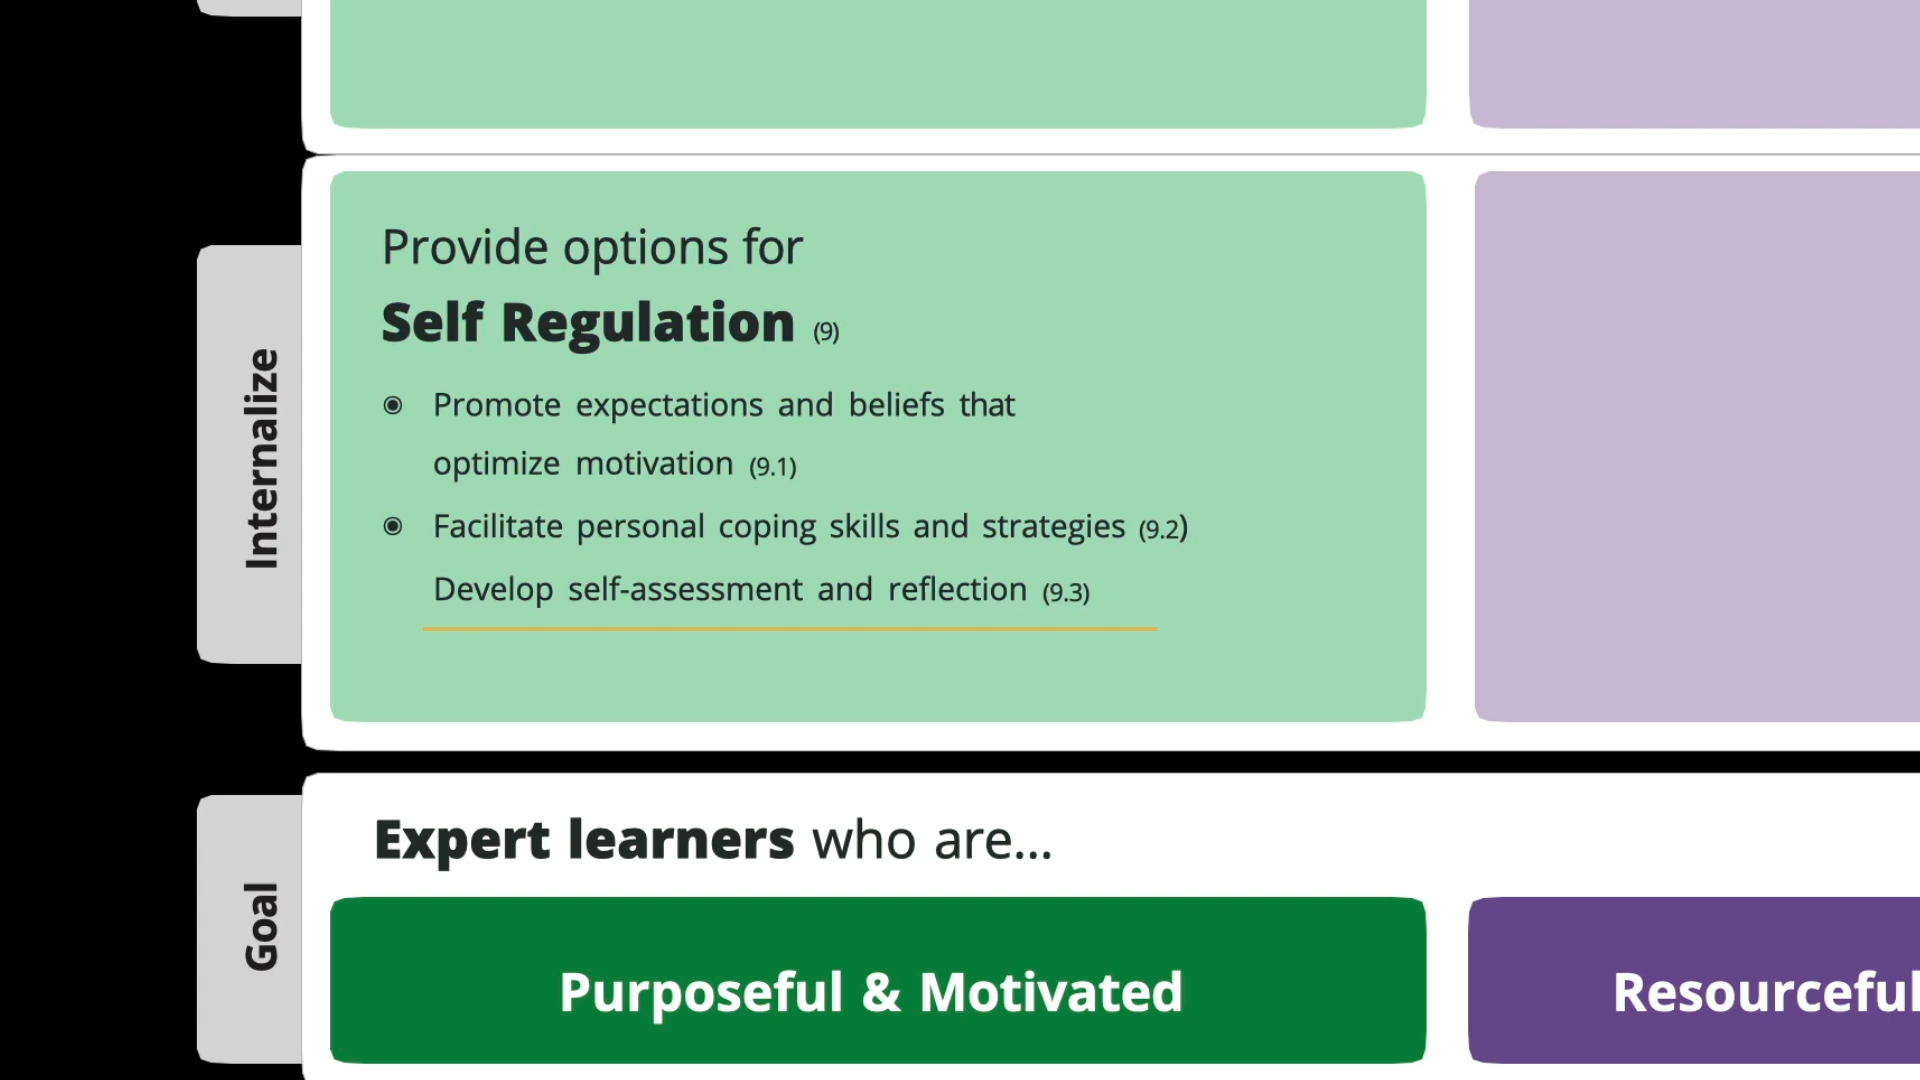 Internalize
Provide options for
Self Regulation (9)
Promote expectations and beliefs that
optimize motivation (9.1)
Facilitate personal coping skills and strategies (9.2)
Develop self-assessment and reflection (9.3)
Goal
Expert learners who are...
Purposeful & Motivated
Resourceful